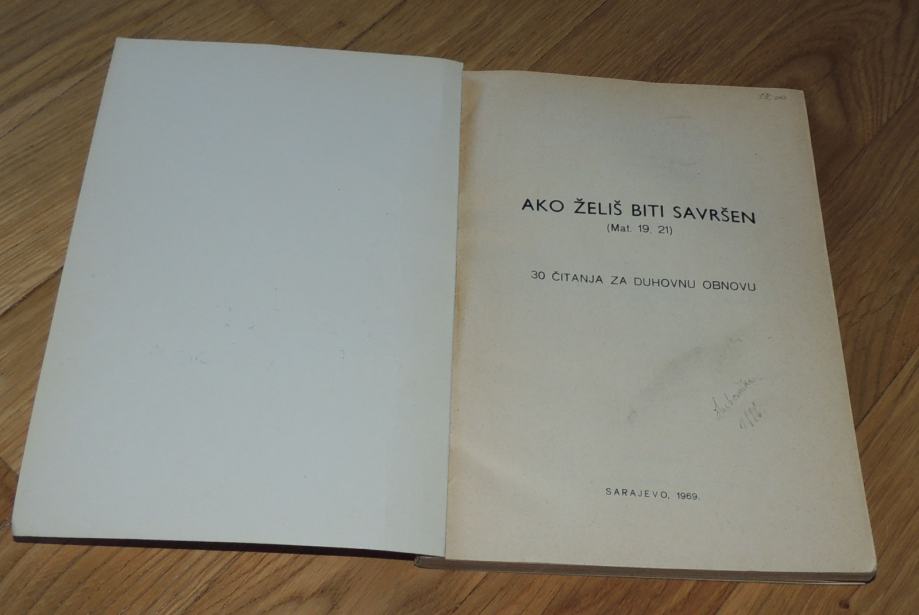 AKO ŽELIŠ BITI SAVRŠEN
(Mat. 19, 21)
30 ČITANJA ZA DUHOVNU OBNOVU
SARAJEVO, 1969.